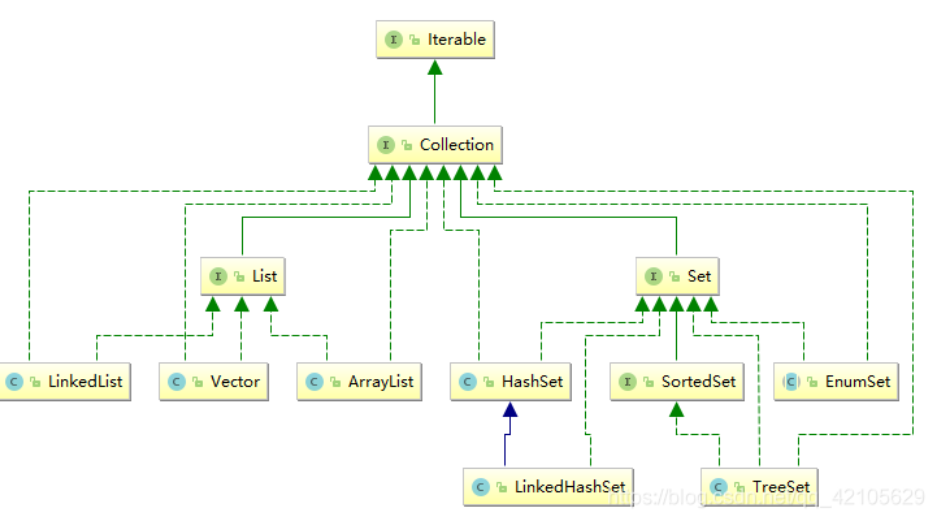 I Iterable
I Collection
I List
I Set
C LinkedList
C Vector
C ArrayList
C HashSet
I SortedSet
C EnumSet
C LinkedHashSet
C TreeSet
https://blog.csdn.net/qq_42105629